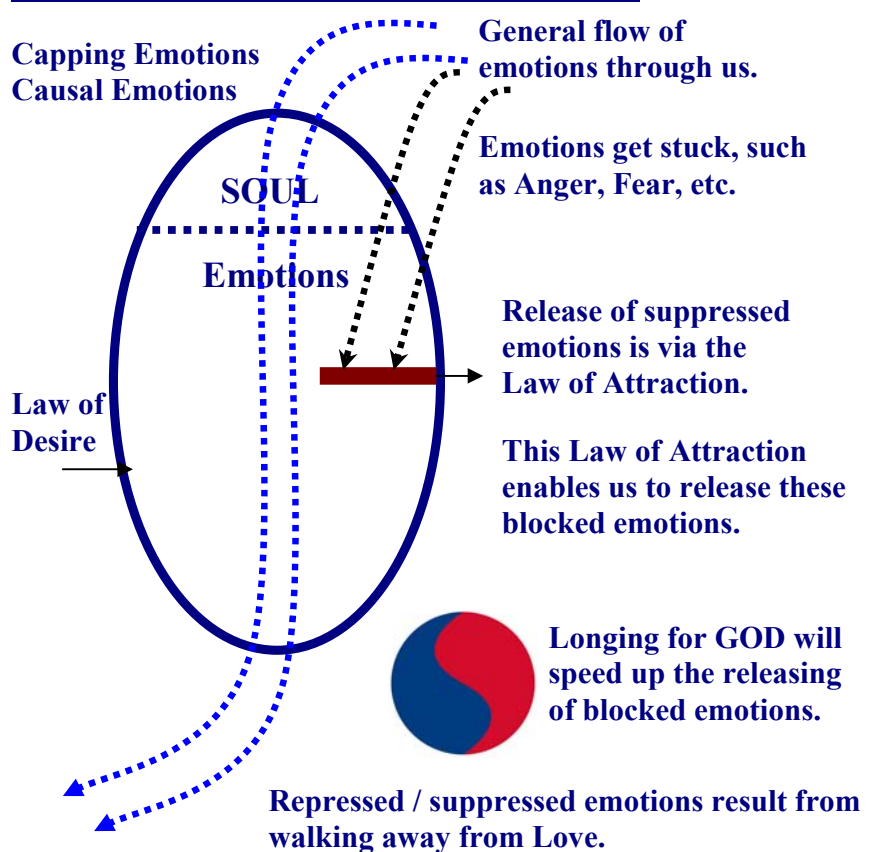 Capping Emotions
Causal Emotions
General flow of
emotions through us.
Emotions get stuck, such
as Anger, Fear, etc.
SOUL
Emotions
Release of suppressed
emotions is via the
Law of Attraction.
Law of
Desire
This Law of Attraction
enables us to release these
blocked emotions.
Longing for GOD will
speed up the releasing
of blocked emotions.
Repressed / suppressed emotions result from
walking away from Love.